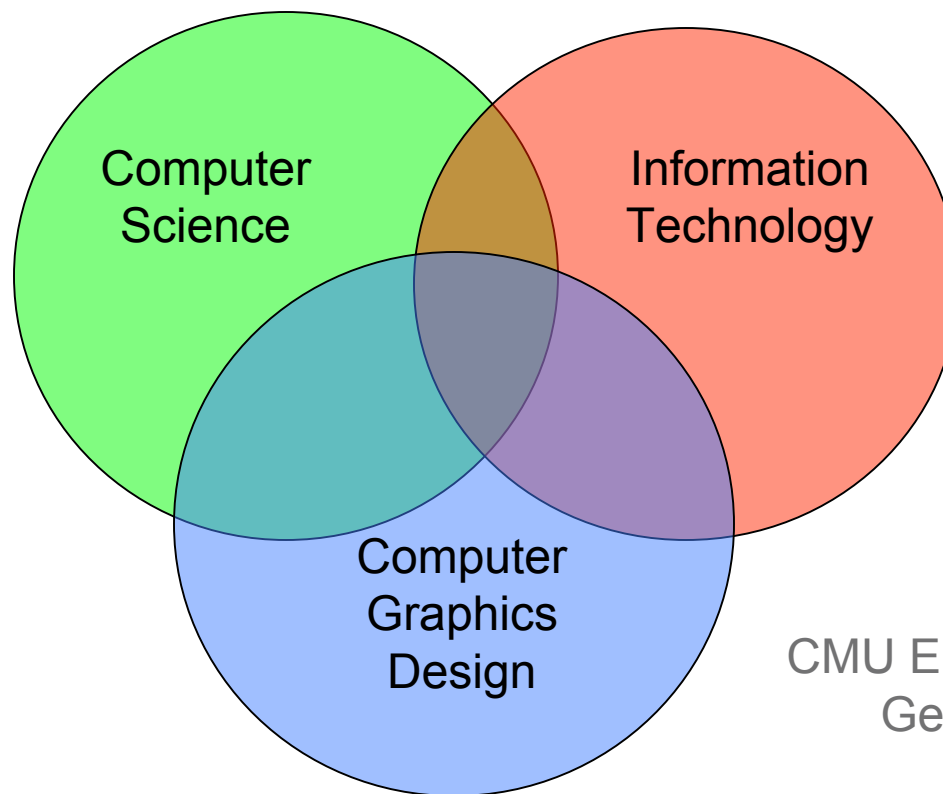 Computer
Science
Information
Technology
Computer
Graphics
Design
CMU E
Ge